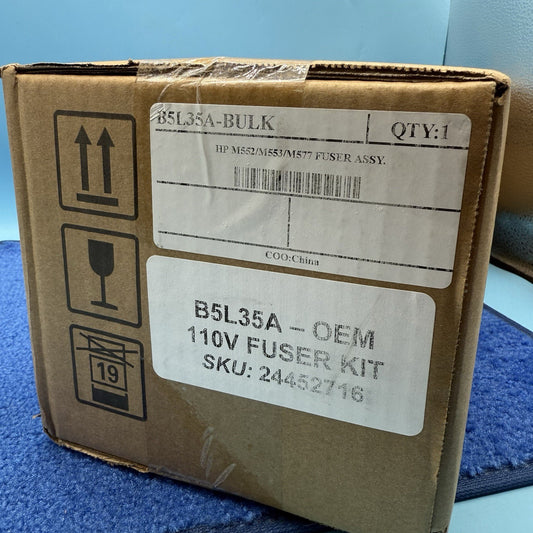 B5L35A-BULK
QTY:1
HP M552/M553/M577 FUSER ASSY.
COO:China
B5L35A – OEM
110V FUSER KIT
SKU: 24452716
19